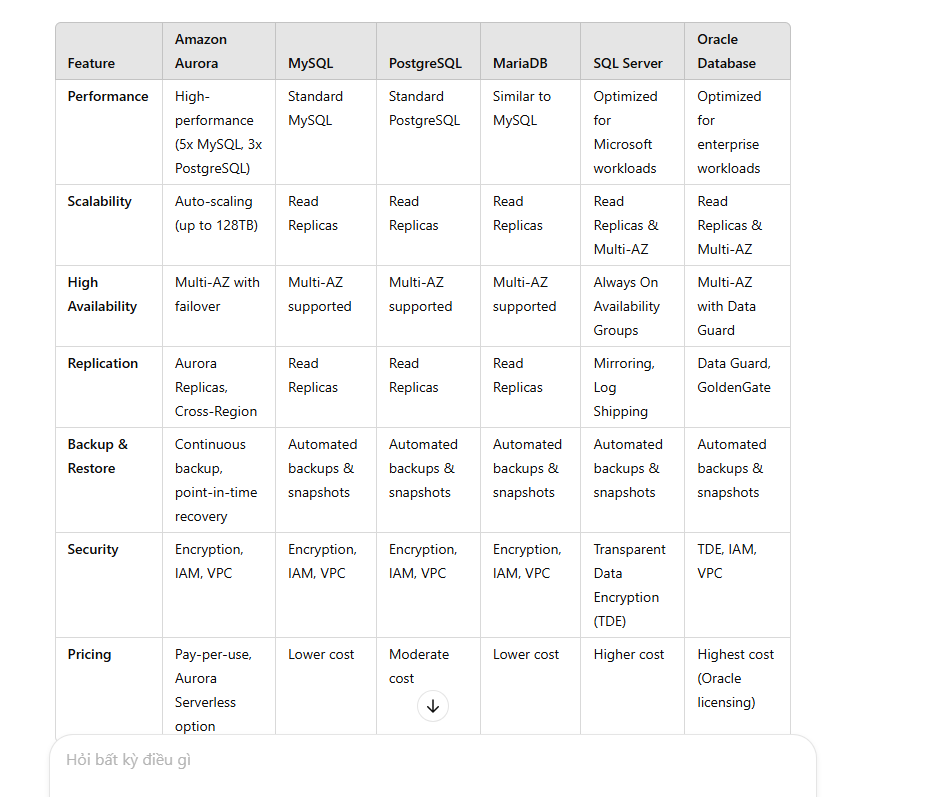 Feature
Amazon Aurora
MySQL
PostgreSQL
MariaDB
SQL Server
Oracle Database
Performance
High-
performance
(5x MySQL, 3x
PostgreSQL)
Standard
MySQL
Standard
PostgreSQL
Similar to
MySQL
Optimized
for
Microsoft
workloads
Optimized
for
enterprise
workloads
Scalability
Auto-scaling
(up to 128TB)
Read
Replicas
Read
Replicas
Read
Replicas
Read
Replicas &
Multi-AZ
Read
Replicas &
Multi-AZ
High
Availability
Multi-AZ with
failover
Multi-AZ
supported
Multi-AZ
supported
Multi-AZ
supported
Always On
Availability
Groups
Multi-AZ
with Data
Guard
Replication
Aurora
Replicas,
Cross-Region
Read
Replicas
Read
Replicas
Read
Replicas
Mirroring,
Log
Shipping
Data Guard,
GoldenGate
Backup &
Restore
Continuous
backup,
point-in-time
recovery
Automated
backups &
snapshots
Automated
backups &
snapshots
Automated
backups &
snapshots
Automated
backups &
snapshots
Automated
backups &
snapshots
Security
Encryption,
IAM, VPC
Encryption,
IAM, VPC
Encryption,
IAM, VPC
Encryption,
IAM, VPC
Transparent
Data
Encryption
(TDE)
TDE, IAM,
VPC
Pricing
Pay-per-use,
Aurora
Serverless
option
Lower cost
Moderate
cost
Lower cost
Higher cost
Highest cost
(Oracle
licensing)
Hỏi bất kỳ điều gì